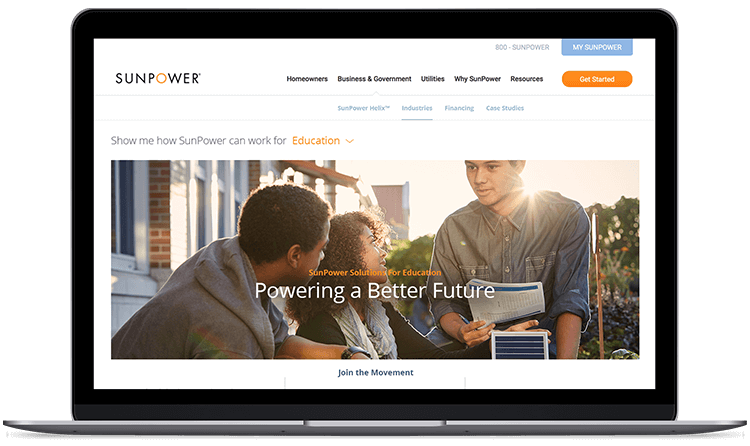 800 - SUNPOWER MY SUNPOWER
SUNPOWER®
Homeowners Business & Government Utilities Why SunPower Resources Get Started
SunPower Helix™ Industries Financing Case Studies
Show me how SunPower can work for Education
SunPower Solutions For Education
Powering a Better Future
Join the Movement